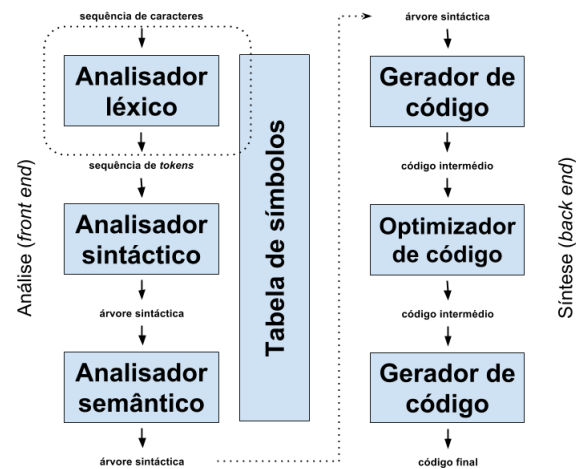 sequência de caracteres
Analisador
léxico
sequência de tokens
Analisador
sintáctico
árvore sintáctica
Analisador
semântico
árvore sintáctica
Análise (front end)
Tabela de símbolos
árvore sintáctica
Gerador de
código
código intermédio
Optimizador
de código
código intermédio
Gerador de
código
código final
Síntese (back end)